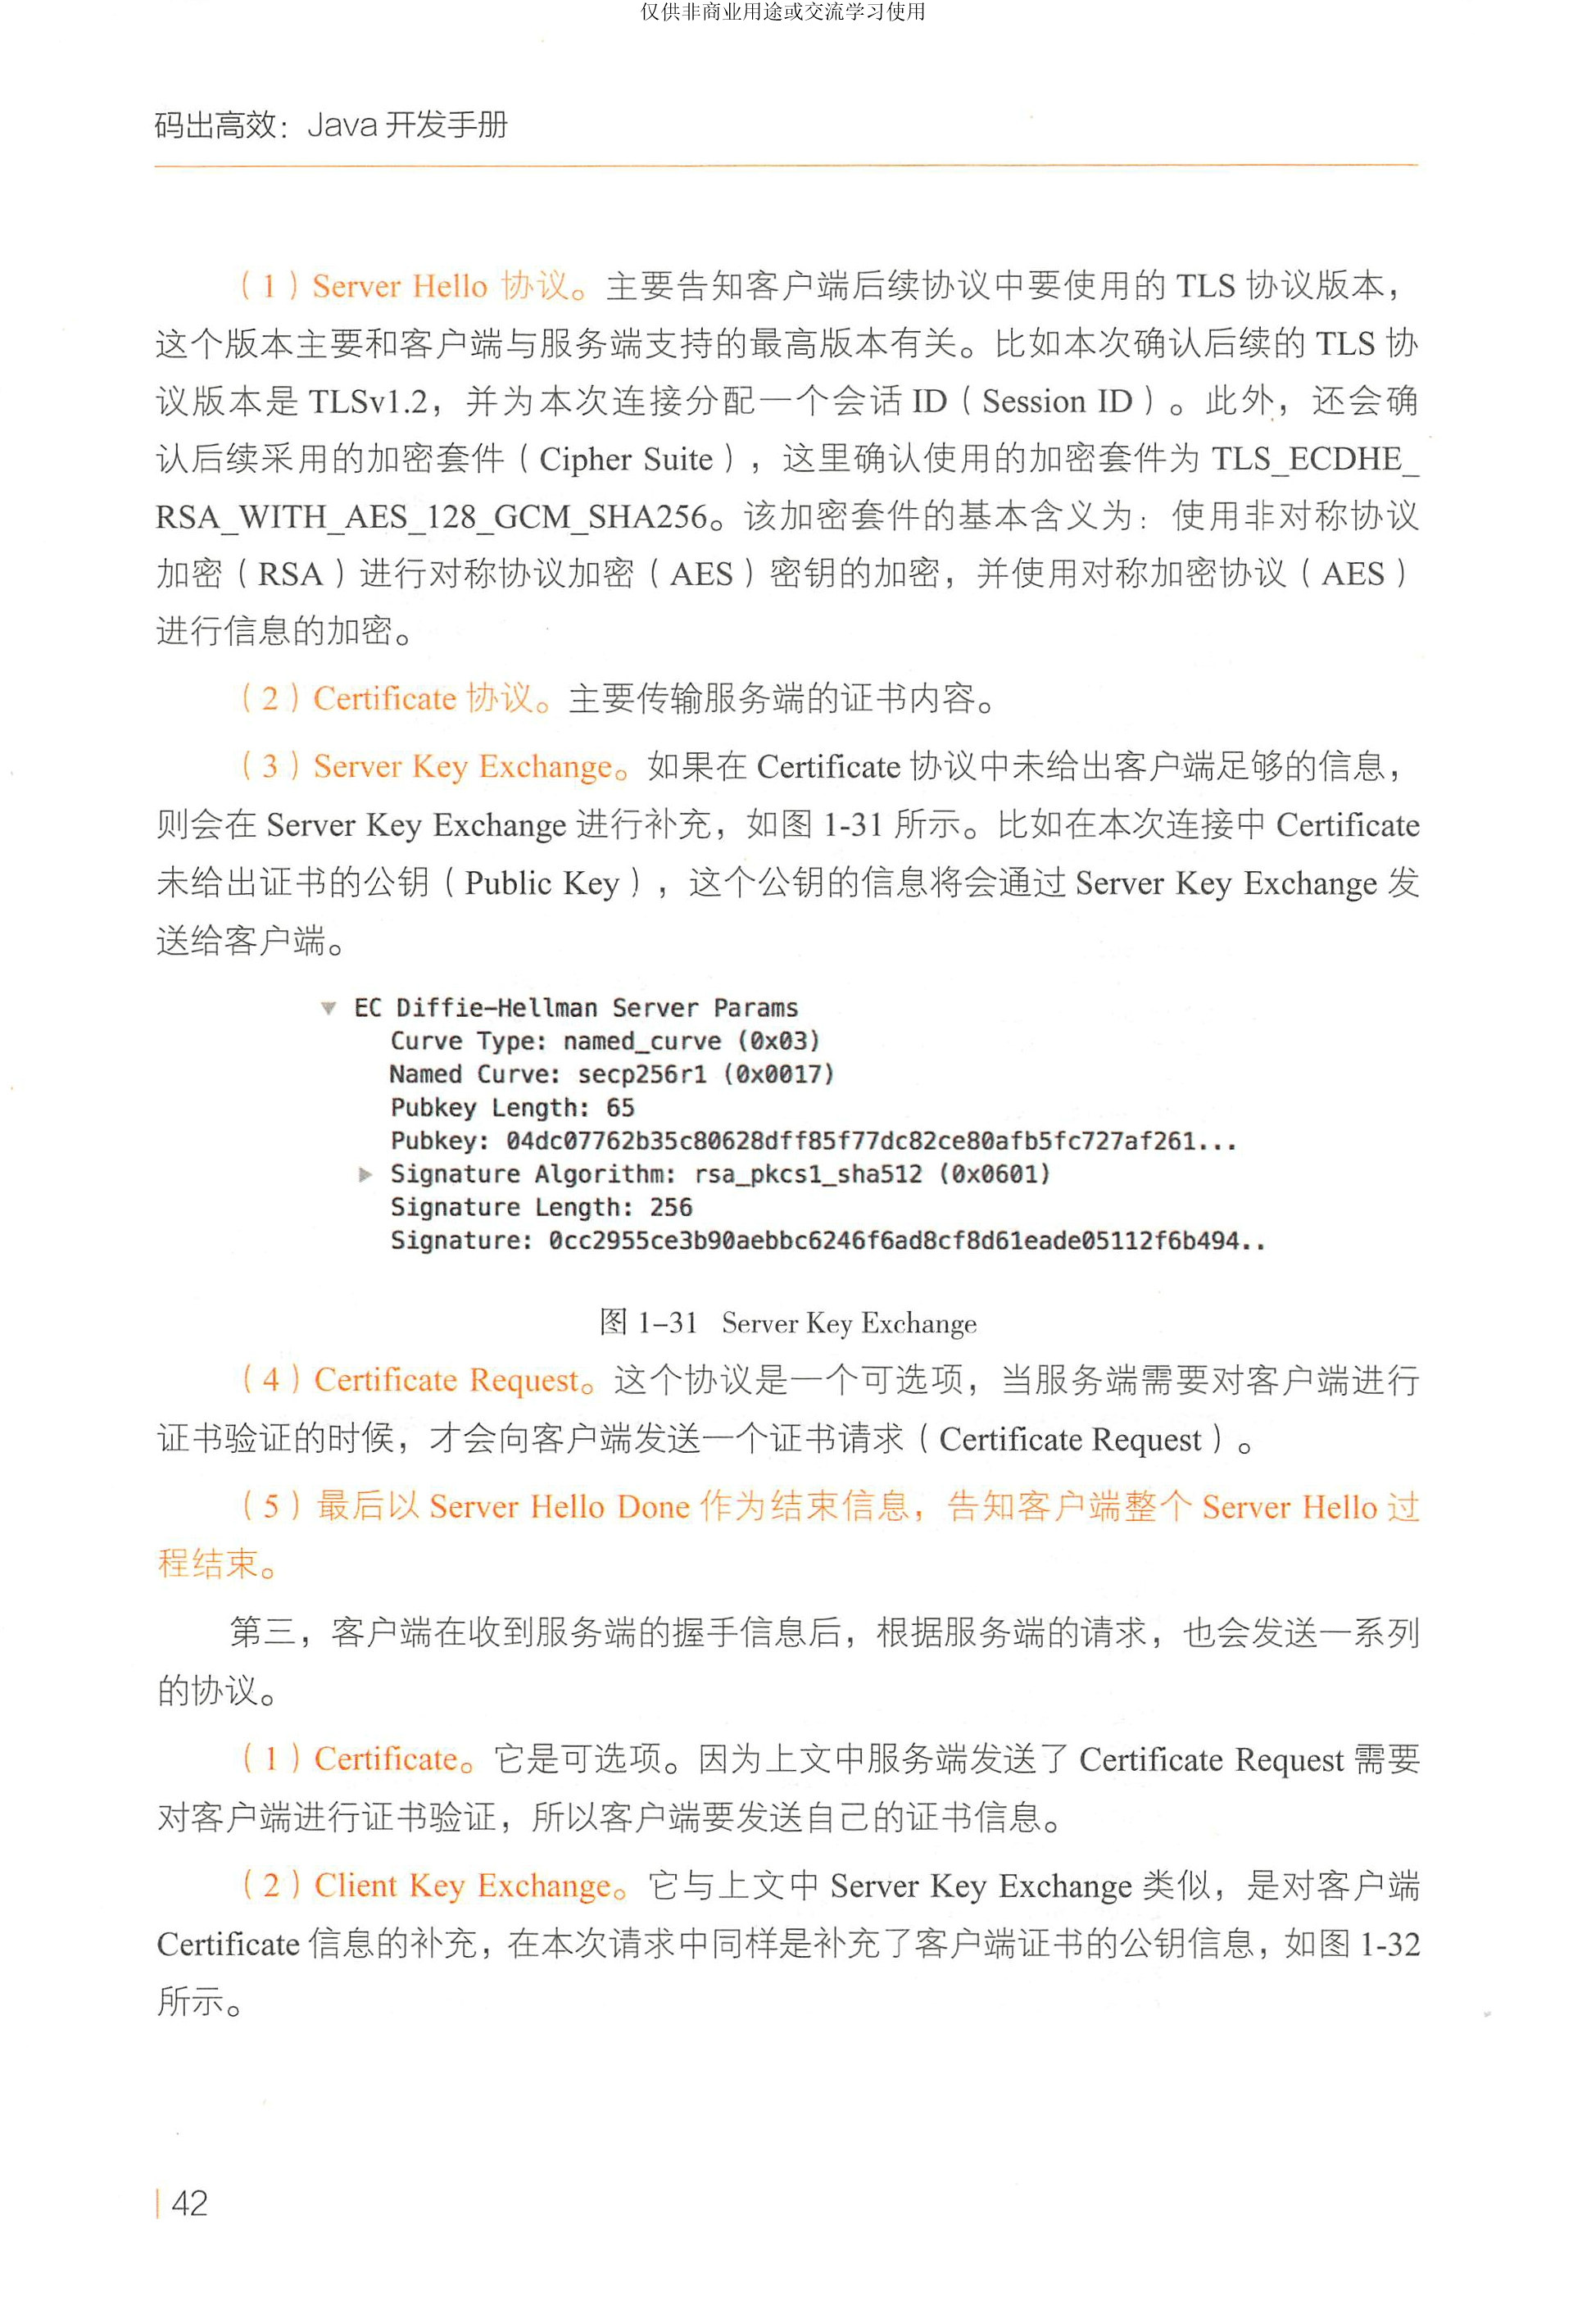 仅供非商业用途或交流学习使用
码出高效：Java 开发手册
（1）Server Hello 协议。主要告知客户端后续协议中要使用的 TLS 协议版本，
这个版本主要和客户端与服务端支持的最高版本有关。比如本次确认后续的 TLS 协
议版本是 TLSv1.2，并为本次连接分配一个会话 ID（Session ID）。此外，还会确
认后续采用的加密套件（Cipher Suite），这里确认使用的加密套件为 TLS_ECDHE_
RSA_WITH_AES_128_GCM_SHA256。该加密套件的基本含义为：使用非对称协议
加密（RSA）进行对称协议加密（AES）密钥的加密，并使用对称加密协议（AES）
进行信息的加密。
（2）Certificate 协议。主要传输服务端的证书内容。
（3）Server Key Exchange。如果在 Certificate 协议中未给出客户端足够的信息，
则会在 Server Key Exchange 进行补充，如图 1-31 所示。比如在本次连接中 Certificate
未给出证书的公钥（Public Key），这个公钥的信息将会通过 Server Key Exchange 发
送给客户端。
▼ EC Diffie-Hellman Server Params
Curve Type: named_curve (0x03)
Named Curve: secp256r1 (0x0017)
Pubkey Length: 65
Pubkey: 04dc07762b35c80628dff85f77dc82ce80afb5fc727af261...
▶ Signature Algorithm: rsa_pkcs1_sha512 (0x0601)
Signature Length: 256
Signature: 0cc2955ce3b90aebbc6246f6ad8cf8d61eade05112f6b494..
图 1-31 Server Key Exchange
（4）Certificate Request。这个协议是一个可选项，当服务端需要对客户端进行
证书验证的时候，才会向客户端发送一个证书请求（Certificate Request）。
（5）最后以 Server Hello Done 作为结束信息，告知客户端整个 Server Hello 过
程结束。
第三，客户端在收到服务端的握手信息后，根据服务端的请求，也会发送一系列
的协议。
（1）Certificate。它是可选项。因为上文中服务端发送了 Certificate Request 需要
对客户端进行证书验证，所以客户端要发送自己的证书信息。
（2）Client Key Exchange。它与上文中 Server Key Exchange 类似，是对客户端
Certificate 信息的补充，在本次请求中同样是补充了客户端证书的公钥信息，如图 1-32
所示。
42